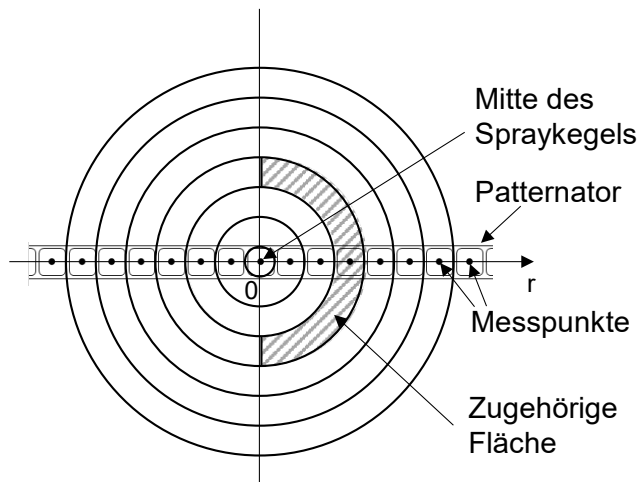 Mitte des
Spraykegels
Patternator
0
r
Messpunkte
Zugehörige
Fläche